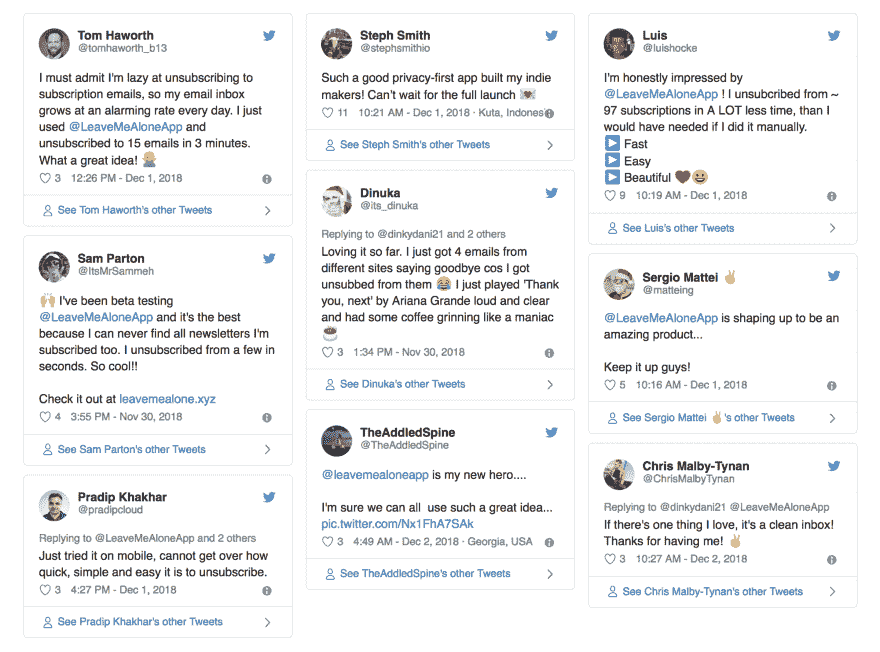 Tom Haworth
@tomhaworth_b13
I must admit I'm lazy at unsubscribing to
subscription emails, so my email inbox
grows at an alarming rate every day. I just
used @LeaveMeAloneApp and
unsubscribed to 15 emails in 3 minutes.
What a great idea! 🤷🏼‍♂️
3 12:26 PM - Dec 1, 2018
See Tom Haworth's other Tweets
Sam Parton
@ItsMrSammeh
🙌🏼 I've been beta testing
@LeaveMeAloneApp and it's the best
because I can never find all newsletters I'm
subscribed too. I unsubscribed from a few in
seconds. So cool!!
Check it out at leavemealone.xyz
4 3:55 PM - Nov 30, 2018
See Sam Parton's other Tweets
Pradip Khakhar
@pradipcloud
Replying to @LeaveMeAloneApp and 2 others
Just tried it on mobile, cannot get over how
quick, simple and easy it is to unsubscribe.
3 4:27 PM - Dec 1, 2018
See Pradip Khakhar's other Tweets
Steph Smith
@stephsmithio
Such a good privacy-first app built my indie
makers! Can't wait for the full launch 💌
11 10:21 AM - Dec 1, 2018 · Kuta, Indones
See Steph Smith's other Tweets
Dinuka
@its_dinuka
Replying to @dinkydani21 and 2 others
Loving it so far. I just got 4 emails from
different sites saying goodbye cos I got
unsubbed from them 😂 I just played 'Thank
you, next' by Ariana Grande loud and clear
and had some coffee grinning like a maniac
☕
3 1:34 PM - Nov 30, 2018
See Dinuka's other Tweets
TheAddledSpine
@TheAddledSpine
@leavemealoneapp is my new hero....
I'm sure we can all use such a great idea...
pic.twitter.com/Nx1FhA7SAk
3 4:49 AM - Dec 2, 2018 · Georgia, USA
See TheAddledSpine's other Tweets
Luis
@luishocke
I'm honestly impressed by
@LeaveMeAloneApp ! I unsubcribed from ~
97 subscriptions in A LOT less time, than I
would have needed if I did it manually.
▶️ Fast
▶️ Easy
▶️ Beautiful 🖤😀
9 10:19 AM - Dec 1, 2018
See Luis's other Tweets
Sergio Mattei ✌🏼
@matteing
@LeaveMeAloneApp is shaping up to be an
amazing product...
Keep it up guys!
5 10:16 AM - Dec 1, 2018
See Sergio Mattei ✌🏼's other Tweets
Chris Malby-Tynan
@ChrisMalbyTynan
Replying to @dinkydani21 @LeaveMeAloneApp
If there's one thing I love, it's a clean inbox!
Thanks for having me! ✌🏼
3 10:27 AM - Dec 2, 2018
See Chris Malby-Tynan's other Tweets